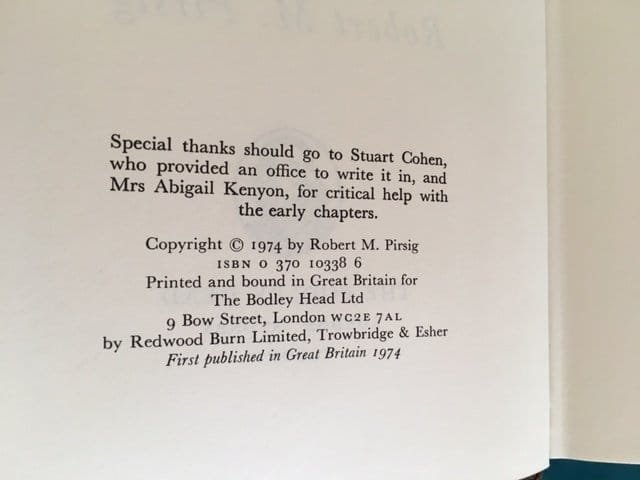 Special thanks should go to Stuart Cohen,
who provided an office to write it in, and
Mrs Abigail Kenyon, for critical help with
the early chapters.
Copyright © 1974 by Robert M. Pirsig
ISBN 0 370 10338 6
Printed and bound in Great Britain for
The Bodley Head Ltd
9 Bow Street, London WC2E 7AL
by Redwood Burn Limited, Trowbridge & Esher
First published in Great Britain 1974